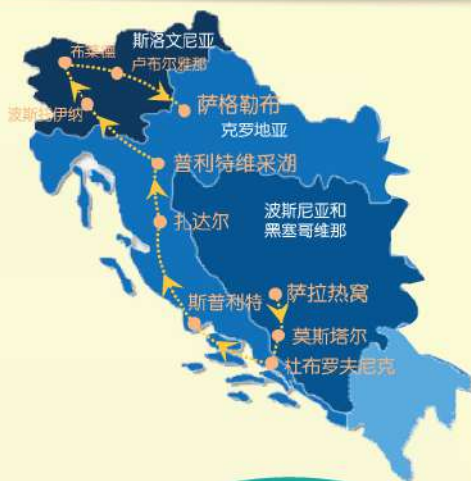 斯洛文尼亚
布莱德
卢布尔雅那
波斯托伊纳
萨格勒布
克罗地亚
普利特维采湖
扎达尔
波斯尼亚和
黑塞哥维那
斯普利特
萨拉热窝
莫斯塔尔
杜布罗夫尼克